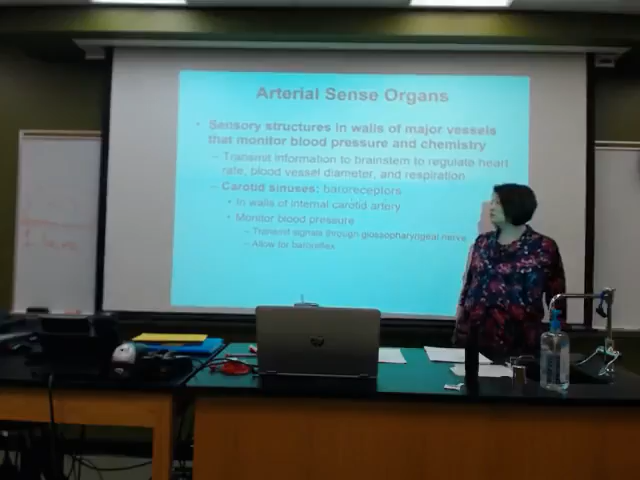 Arterial Sense Organs
• Sensory structures in walls of major vessels
that monitor blood pressure and chemistry
– Transmit information to brainstem to regulate heart
rate, blood vessel diameter, and respiration
– Carotid sinuses: baroreceptors
• In walls of internal carotid artery
• Monitor blood pressure
– Transmit signals through glossopharyngeal nerve
– Allow for baroreflex
hp